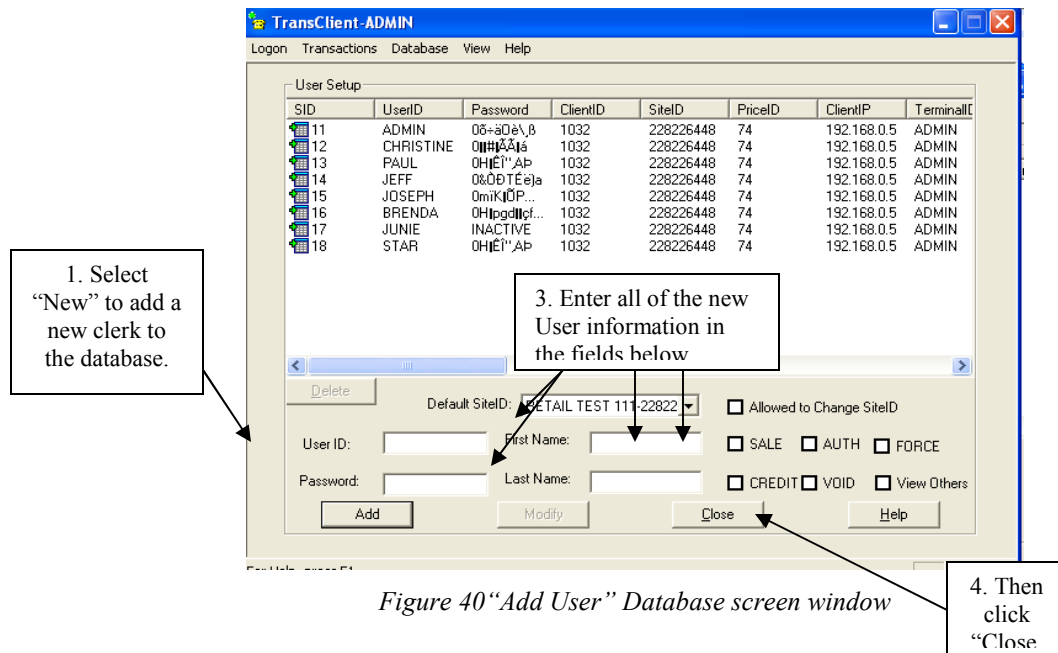 TransClient-ADMIN
Logon Transactions Database View Help
User Setup
SID UserID Password ClientID SiteID PriceID ClientIP
11 ADMIN 1032 228226448 74 192.168.0.5 ADMIN
12 CHRISTINE 1032 228226448 74 192.168.0.5 ADMIN
13 PAUL 1032 228226448 74 192.168.0.5 ADMIN
14 JEFF 1032 228226448 74 192.168.0.5 ADMIN
15 JOSEPH 1032 228226448 74 192.168.0.5 ADMIN
16 BRENDA 1032 228226448 74 192.168.0.5 ADMIN
17 JUNIE INACTIVE 1032 228226448 74 192.168.0.5 ADMIN
18 STAR 1032 228226448 74 192.168.0.5 ADMIN
1. Select
“New” to add a
new clerk to
the database.
3. Enter all of the new
User information in
the fields below
Delete
Default SiteID: RETAIL TEST 111-22822
Allowed to Change SiteID
User ID: First Name: SALE AUTH FORCE
Password: Last Name: CREDIT VOID View Others
Add Modify Close Help
Figure 40“Add User” Database screen window
4. Then
click
“Close